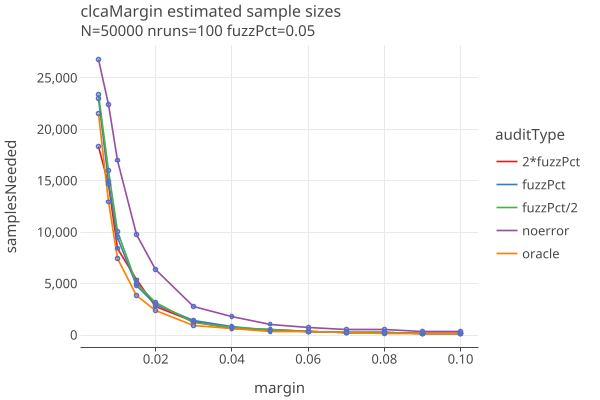 clcaMargin estimated sample sizes
N=50000 nruns=100 fuzzPct=0.05
25,000
20,000
15,000
10,000
5,000
0
samplesNeeded
0.02 0.04 0.06 0.08 0.10
margin
auditType
2*fuzzPct
fuzzPct
fuzzPct/2
noerror
oracle